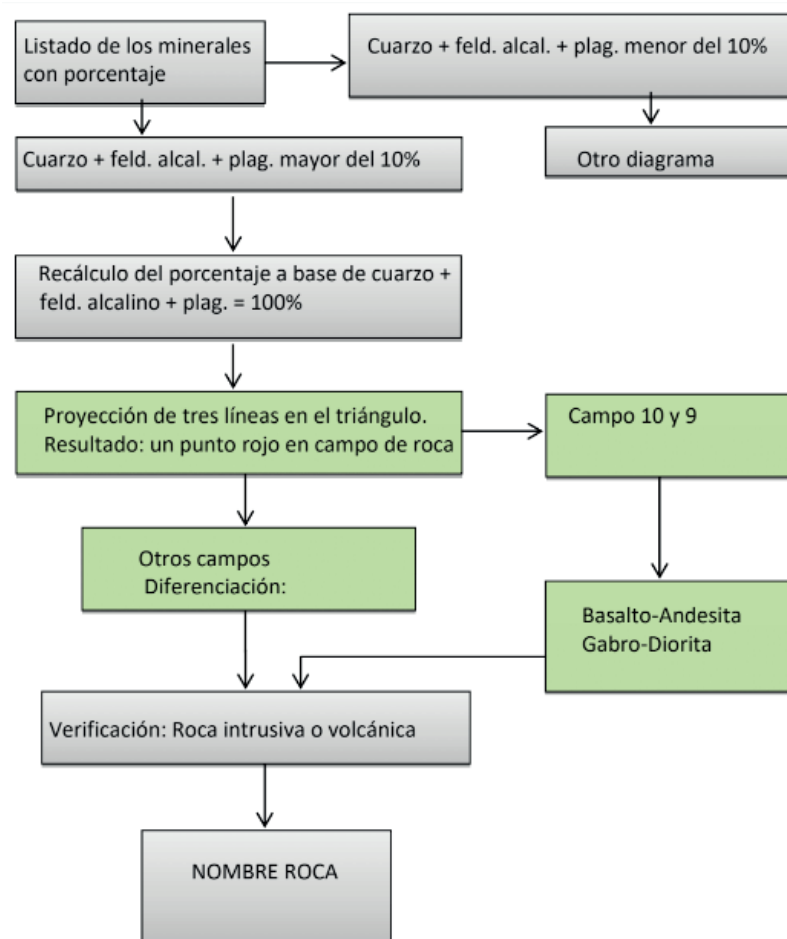 Listado de los minerales
con porcentaje
Cuarzo + feld. alcal. + plag. menor del 10%
Cuarzo + feld. alcal. + plag. mayor del 10%
Otro diagrama
Recálculo del porcentaje a base de cuarzo +
feld. alcalino + plag. = 100%
Proyección de tres líneas en el triángulo.
Resultado: un punto rojo en campo de roca
Campo 10 y 9
Otros campos
Diferenciación:
Basalto-Andesita
Gabro-Diorita
Verificación: Roca intrusiva o volcánica
NOMBRE ROCA